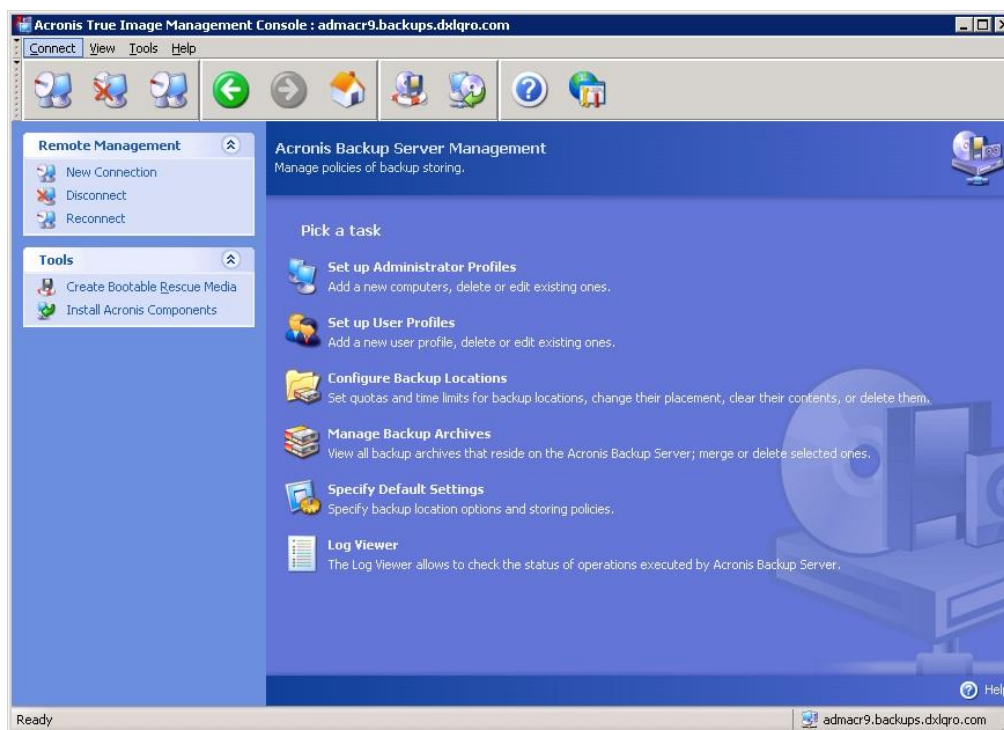 Acronis True Image Management Console : admacr9.backups.dxlqro.com
Connect View Tools Help
Remote Management
New Connection
Disconnect
Reconnect
Tools
Create Bootable Rescue Media
Install Acronis Components
Acronis Backup Server Management
Manage policies of backup storing.
Pick a task
Set up Administrator Profiles
Add a new computers, delete or edit existing ones.
Set up User Profiles
Add a new user profile, delete or edit existing ones.
Configure Backup Locations
Set quotas and time limits for backup locations, change their placement, clear their contents, or delete them.
Manage Backup Archives
View all backup archives that reside on the Acronis Backup Server; merge or delete selected ones.
Specify Default Settings
Specify backup location options and storing policies.
Log Viewer
The Log Viewer allows to check the status of operations executed by Acronis Backup Server.
Help
Ready
admacr9.backups.dxlqro.com